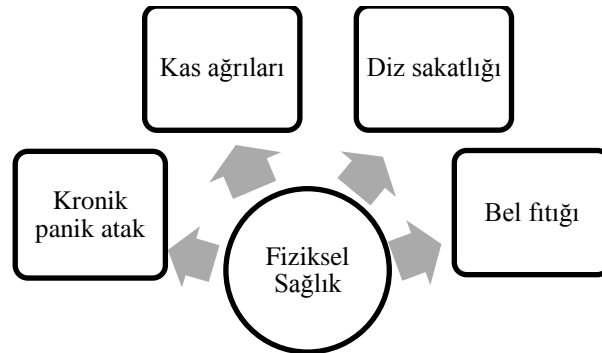 Kas ağrıları
Diz sakatlığı
Kronik
panik atak
Bel fıtığı
Fiziksel
Sağlık